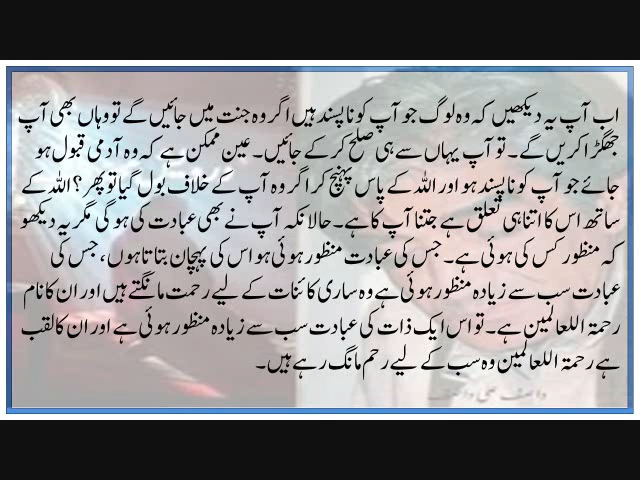 اب آپ یہ دیکھیں کہ وہ لوگ جو آپ کو ناپسند ہیں اگر وہ جنت میں جائیں گے تو وہاں بھی آپ
جھگڑا کریں گے۔ تو آپ یہاں سے ہی صلح کر کے جائیں۔ عین ممکن ہے کہ وہ آدمی قبول ہو
جائے جو آپ کو ناپسند ہو اور اللہ کے پاس پہنچ کر اگر وہ آپ کے خلاف بول گیا تو پھر؟ اللہ کے
ساتھ اس کا اتنا ہی تعلق ہے جتنا آپ کا ہے۔ حالانکہ آپ نے بھی عبادت کی ہوگی مگر یہ دیکھو
کہ منظور کس کی ہوئی ہے۔ جس کی عبادت منظور ہوئی ہو اس کی پہچان بتاتا ہوں، جس کی
عبادت سب سے زیادہ منظور ہوئی ہے وہ ساری کائنات کے لیے رحمت مانگتے ہیں اور ان کا نام
رحمۃ اللعالمین ہے۔ تو اس ایک ذات کی عبادت سب سے زیادہ منظور ہوئی ہے اور ان کا لقب
ہے رحمۃ اللعالمین وہ سب کے لیے رحم مانگ رہے ہیں۔
واصف علی واصف